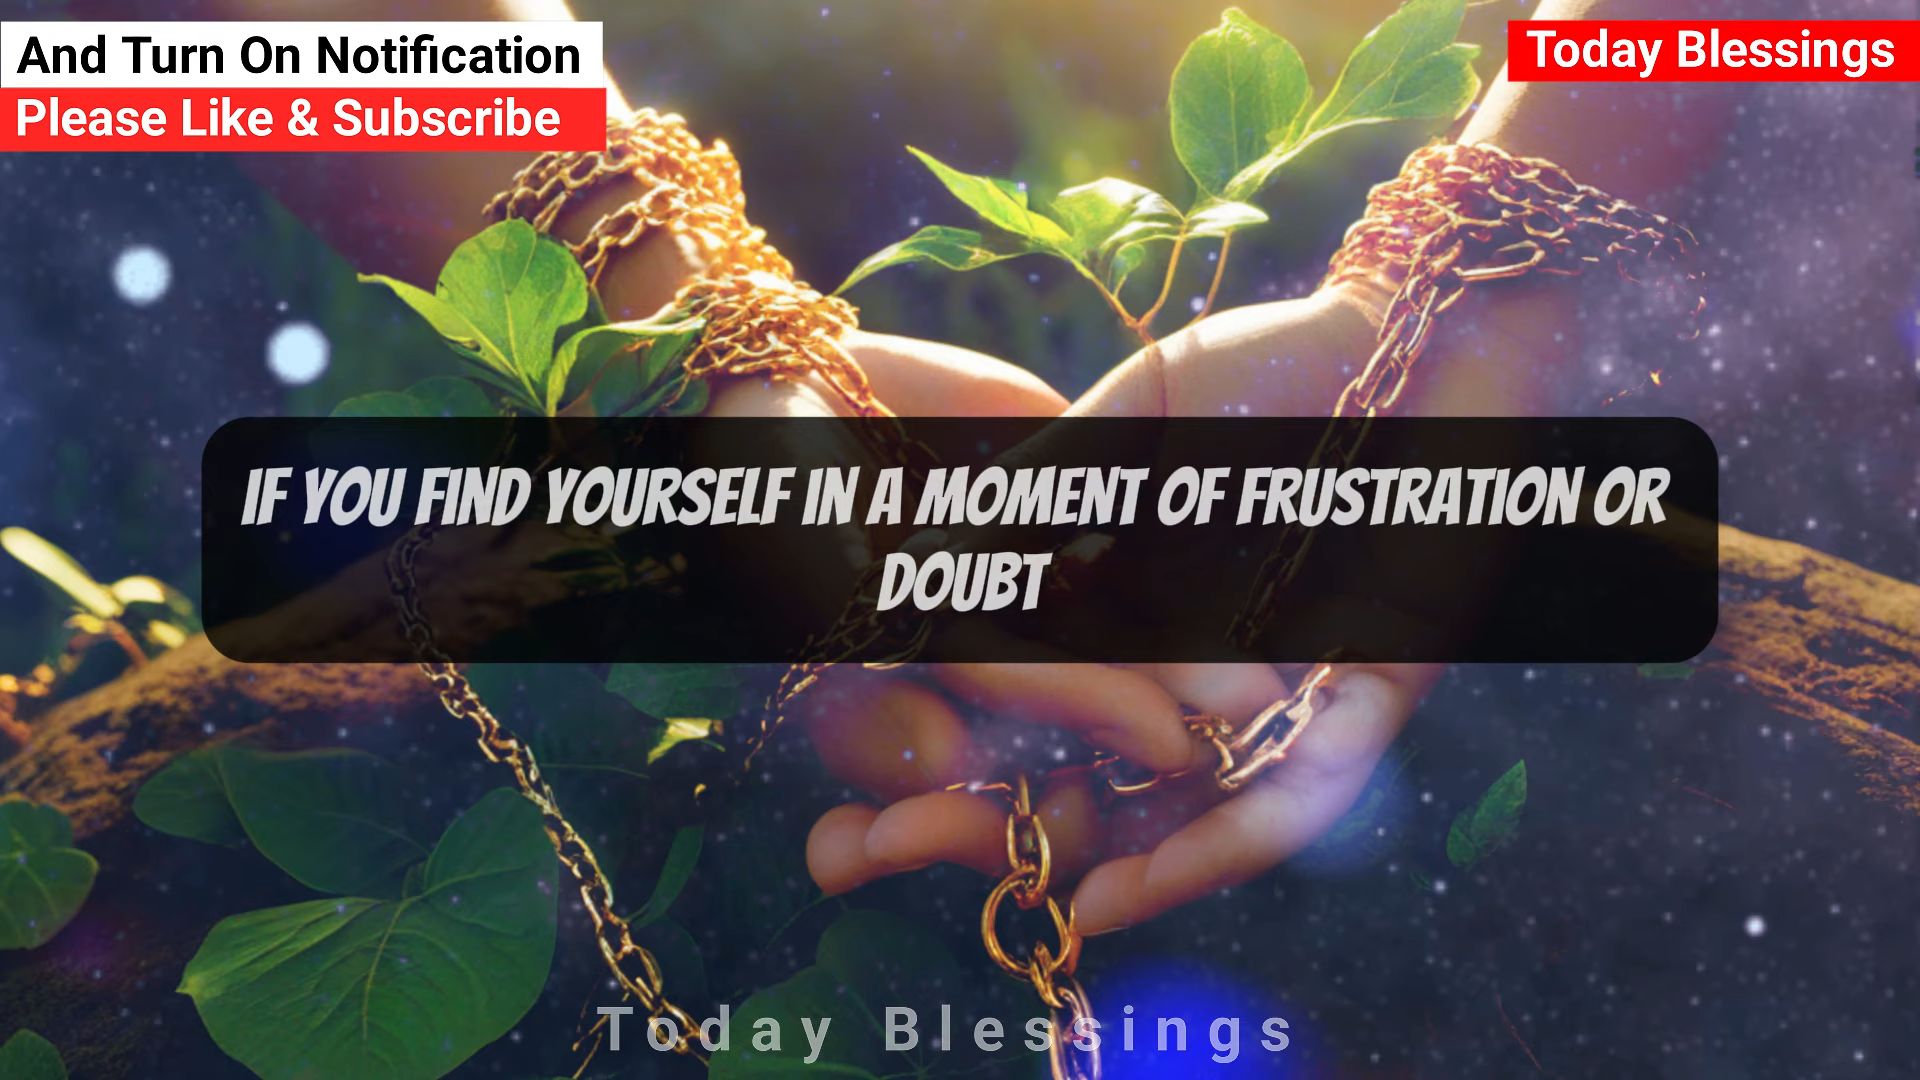 And Turn On Notification
Please Like & Subscribe
Today Blessings
IF YOU FIND YOURSELF IN A MOMENT OF FRUSTRATION OR
DOUBT
Today Blessings